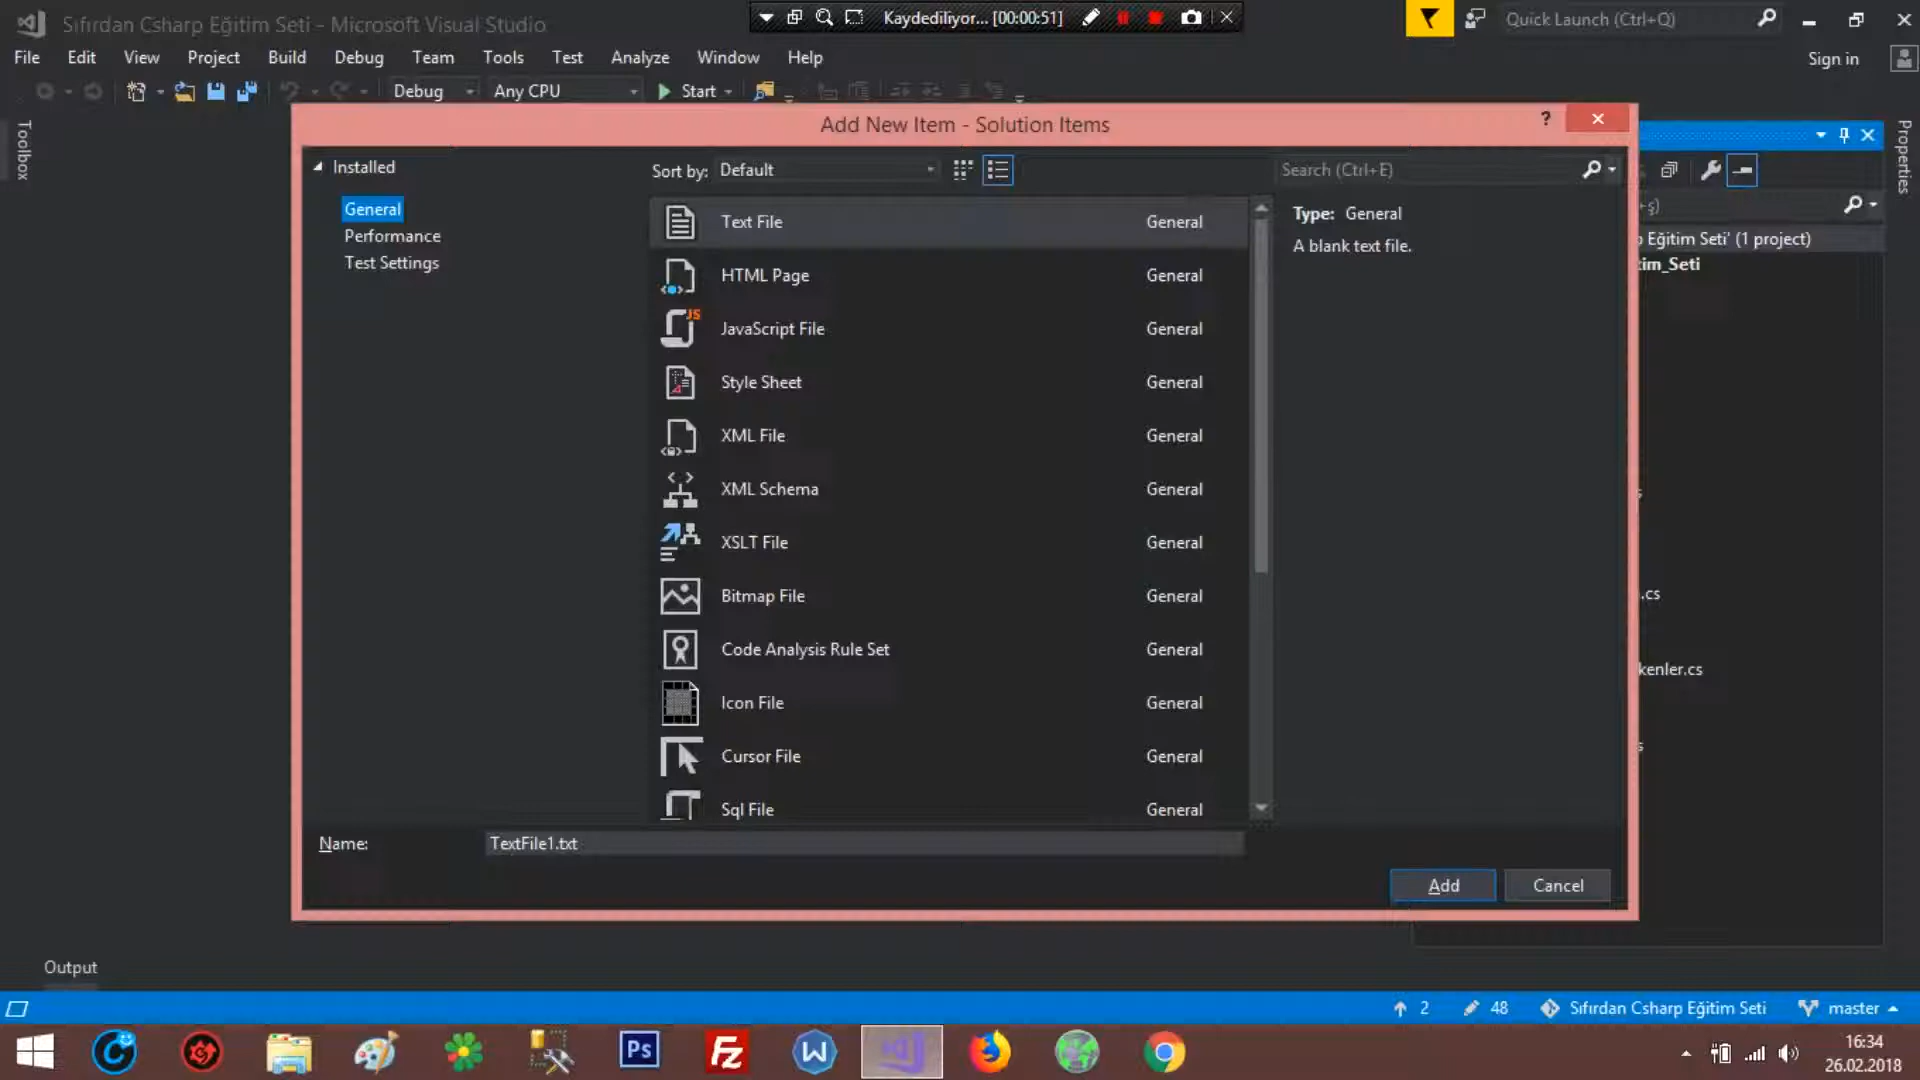 Sıfırdan Csharp Eğitim Seti - Microsoft Visual Studio
Kaydediliyor... [00:00:51]
Quick Launch (Ctrl+Q)
File Edit View Project Build Debug Team Tools Test Analyze Window Help
Sign in
Debug Any CPU Start
Toolbox
Properties
Add New Item - Solution Items
?
Installed
Sort by: Default
Search (Ctrl+E)
General
Performance
Test Settings
Text File General
HTML Page General
JavaScript File General
Style Sheet General
XML File General
XML Schema General
XSLT File General
Bitmap File General
Code Analysis Rule Set General
Icon File General
Cursor File General
Sql File General
Type: General
A blank text file.
+ş)
Eğitim Seti' (1 project)
im_Seti
.cs
kenler.cs
Name: TextFile1.txt
Add Cancel
Output
2 48 Sıfırdan Csharp Eğitim Seti master
Ps
Fz
W
16:34
26.02.2018